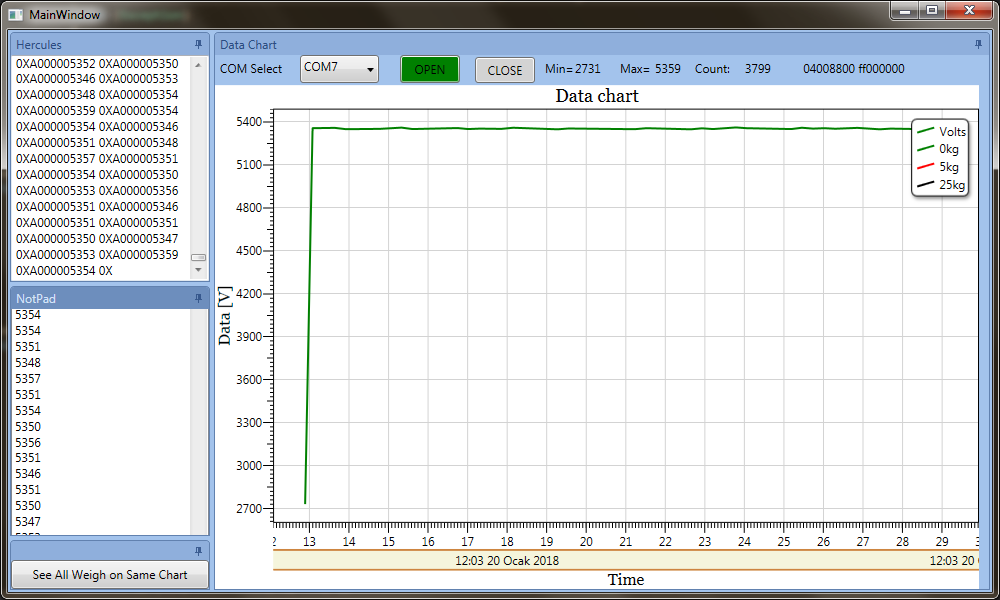 MainWindow
Hercules
0XA000005352 0XA000005350
0XA000005346 0XA000005353
0XA000005348 0XA000005354
0XA000005359 0XA000005354
0XA000005354 0XA000005346
0XA000005351 0XA000005348
0XA000005357 0XA000005351
0XA000005354 0XA000005350
0XA000005353 0XA000005356
0XA000005351 0XA000005346
0XA000005351 0XA000005351
0XA000005350 0XA000005347
0XA000005353 0XA000005359
0XA000005354 0X
NotPad
5354
5354
5351
5348
5357
5351
5354
5350
5356
5351
5346
5351
5350
5347
See All Weigh on Same Chart
Data Chart
COM Select COM7 OPEN CLOSE Min= 2731 Max= 5359 Count: 3799 04008800 ff000000
Data chart
Volts
0kg
5kg
25kg
Data [V]
5400
5100
4800
4500
4200
3900
3600
3300
3000
2700
13 14 15 16 17 18 19 20 21 22 23 24 25 26 27 28 29
12:03 20 Ocak 2018 12:03 20
Time